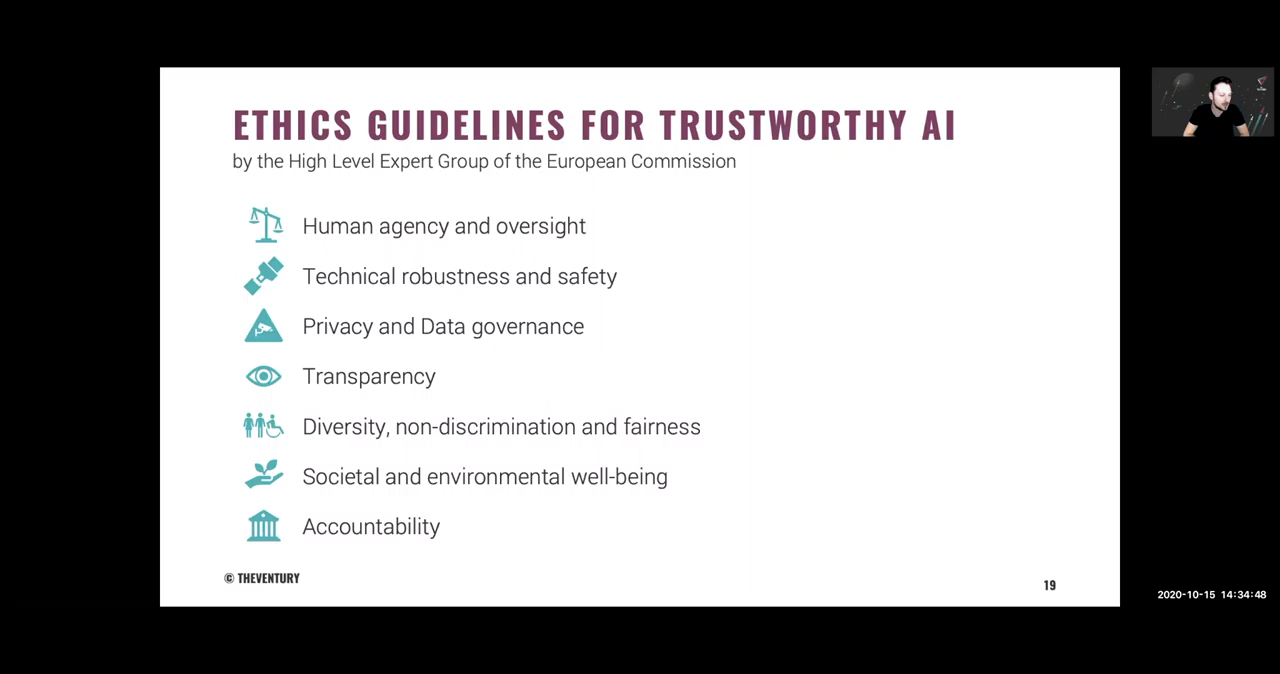 ETHICS GUIDELINES FOR TRUSTWORTHY AI
by the High Level Expert Group of the European Commission
Human agency and oversight
Technical robustness and safety
Privacy and Data governance
Transparency
Diversity, non-discrimination and fairness
Societal and environmental well-being
Accountability
© THEVENTURY
19
2020-10-15 14:34:48